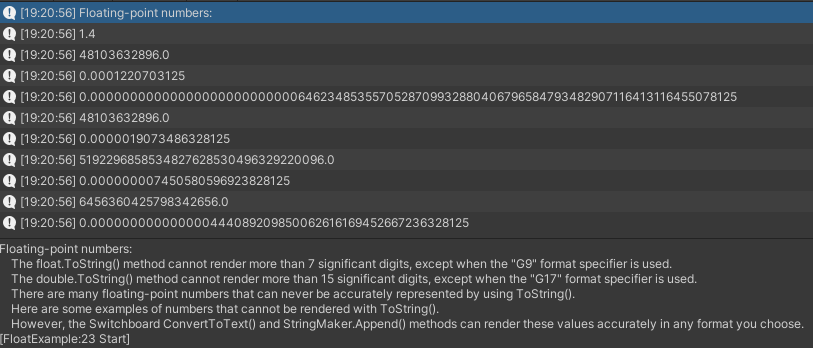 [19:20:56] Floating-point numbers:
[19:20:56] 1.4
[19:20:56] 48103632896.0
[19:20:56] 0.0001220703125
[19:20:56] 0.00000000000000000000000000064623485355705287099328804067965847934829071164131164550​78125
[19:20:56] 48103632896.0
[19:20:56] 0.0000019073486328125
[19:20:56] 5192296858534827628530496329220096.0
[19:20:56] 0.000000000745058059692382​8125
[19:20:56] 6456360425798342656.0
[19:20:56] 0.0000000000000004440892098500626161694526672363​28125
Floating-point numbers:
The float.ToString() method cannot render more than 7 significant digits, except when the "G9" format specifier is used.
The double.ToString() method cannot render more than 15 significant digits, except when the "G17" format specifier is used.
There are many floating-point numbers that can never be accurately represented by using ToString().
Here are some examples of numbers that cannot be rendered with ToString().
However, the Switchboard ConvertToText() and StringMaker.Append() methods can render these values accurately in any format you choose.
[FloatExample:23 Start]